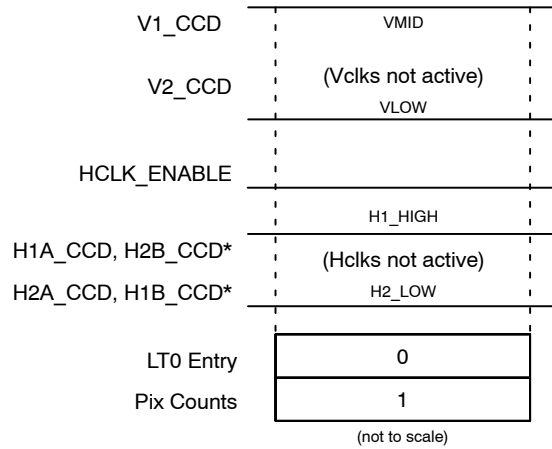 V1_CCD VMID
V2_CCD (Vclks not active)
VLOW
HCLK_ENABLE
H1_HIGH
H1A_CCD, H2B_CCD* (Hclks not active)
H2A_CCD, H1B_CCD* H2_LOW
LT0 Entry 0
Pix Counts 1
(not to scale)